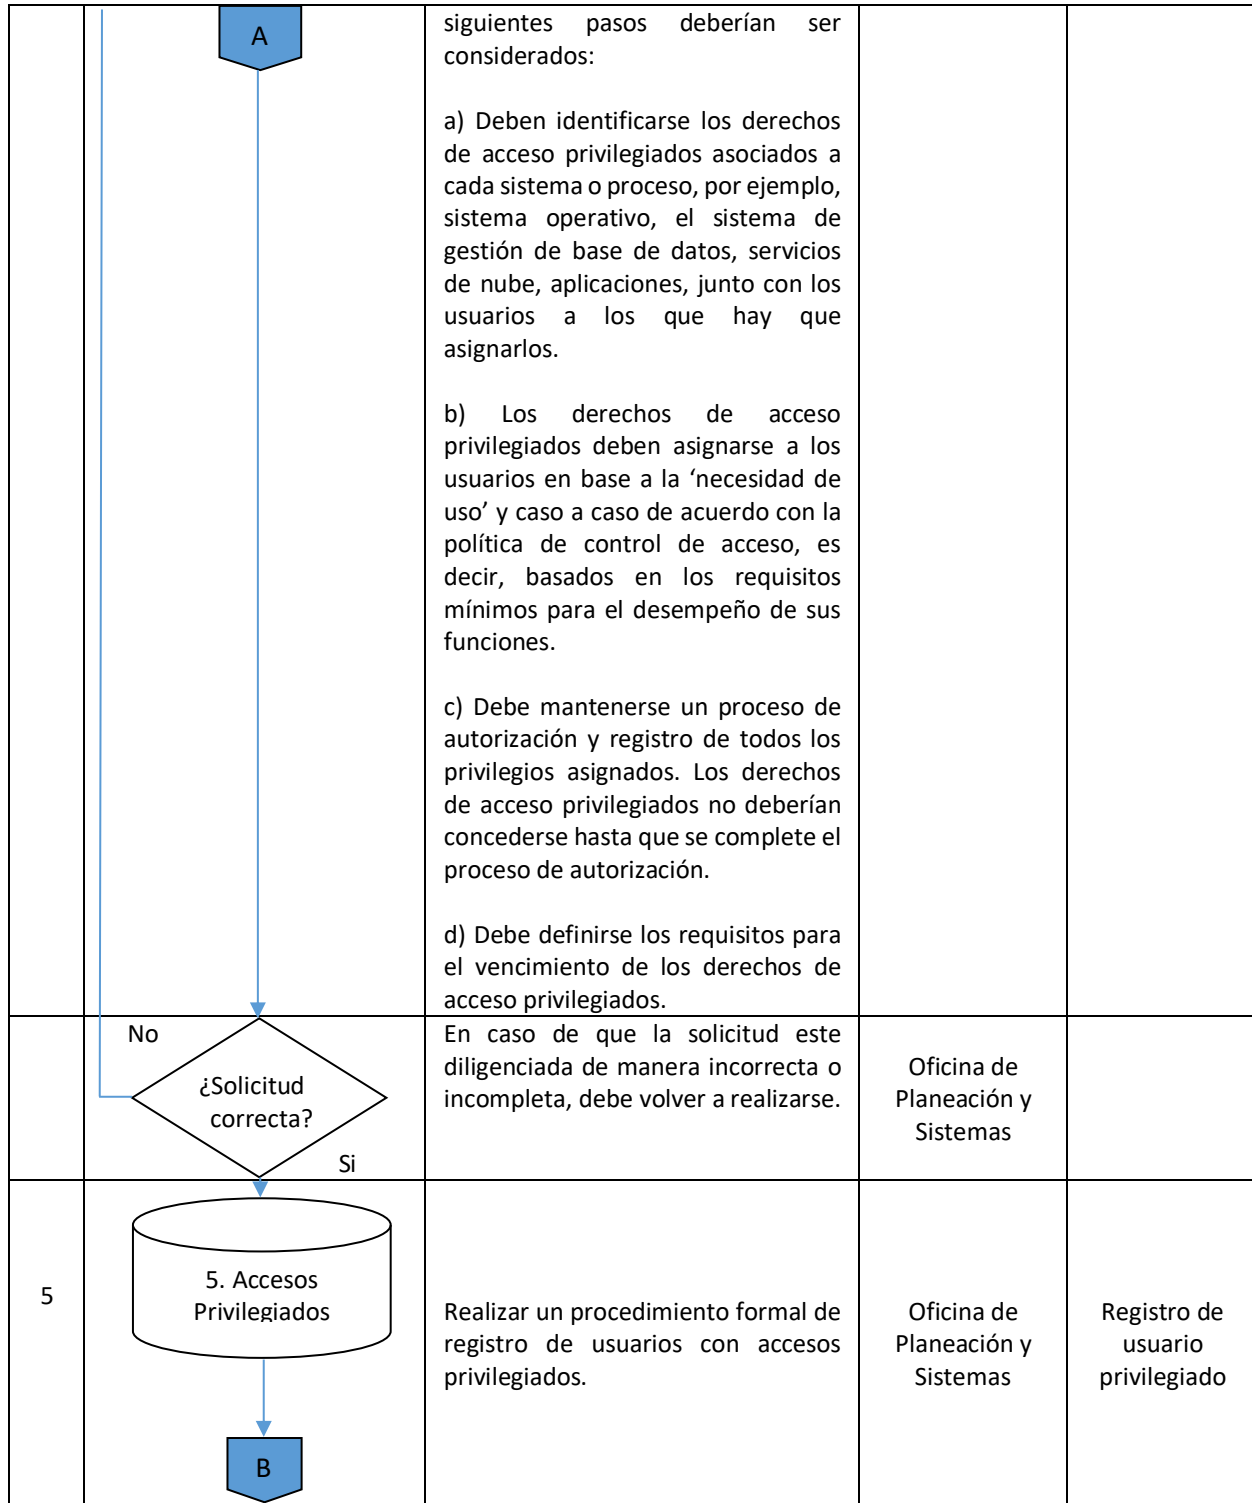 A
siguientes pasos deberían ser
considerados:
a) Deben identificarse los derechos
de acceso privilegiados asociados a
cada sistema o proceso, por ejemplo,
sistema operativo, el sistema de
gestión de base de datos, servicios
de nube, aplicaciones, junto con los
usuarios a los que hay que
asignarlos.
b) Los derechos de acceso
privilegiados deben asignarse a los
usuarios en base a la ‘necesidad de
uso’ y caso a caso de acuerdo con la
política de control de acceso, es
decir, basados en los requisitos
mínimos para el desempeño de sus
funciones.
c) Debe mantenerse un proceso de
autorización y registro de todos los
privilegios asignados. Los derechos
de acceso privilegiados no deberían
concederse hasta que se complete el
proceso de autorización.
d) Debe definirse los requisitos para
el vencimiento de los derechos de
acceso privilegiados.
No
¿Solicitud
correcta?
Si
En caso de que la solicitud este
diligenciada de manera incorrecta o
incompleta, debe volver a realizarse.
Oficina de
Planeación y
Sistemas
5
5. Accesos
Privilegiados
B
Realizar un procedimiento formal de
registro de usuarios con accesos
privilegiados.
Oficina de
Planeación y
Sistemas
Registro de
usuario
privilegiado